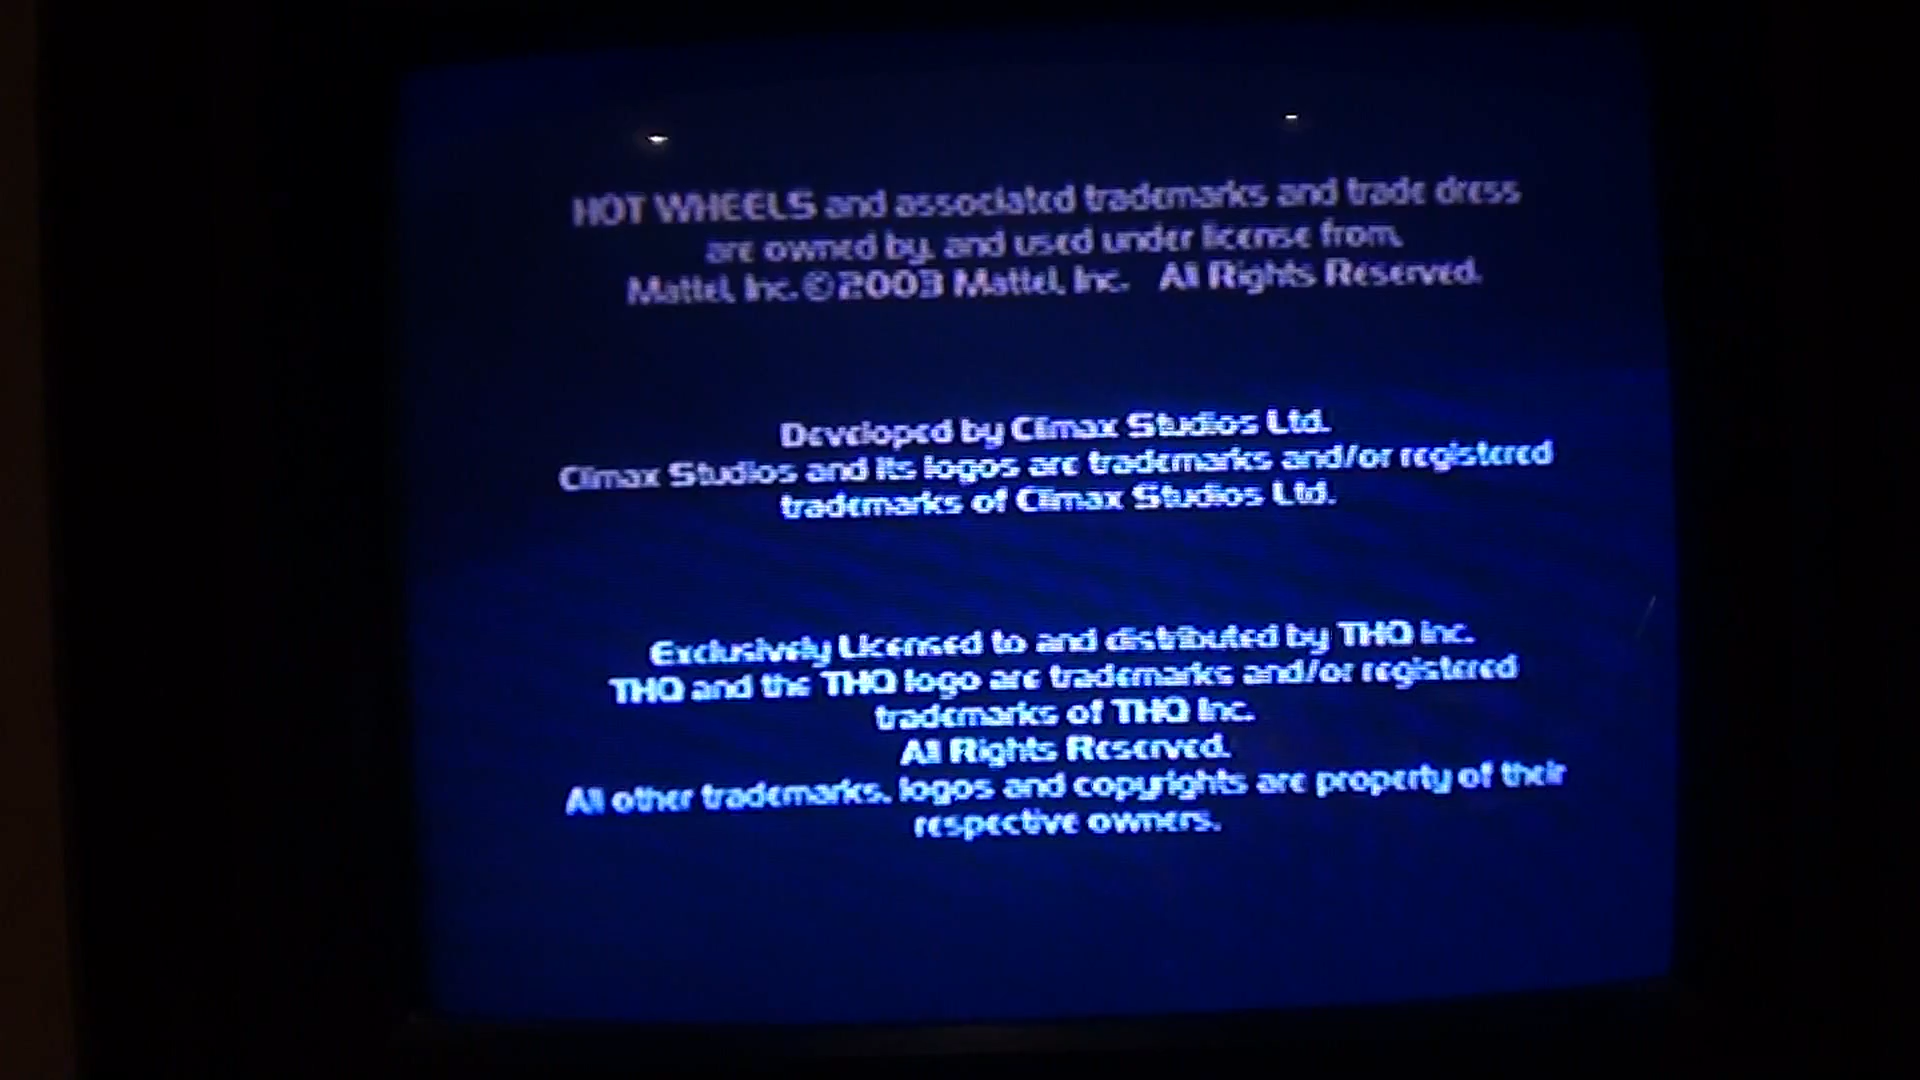 HOT WHEELS and associated trademarks and trade dress
are owned by, and used under license from,
Mattel, Inc. ©2003 Mattel, Inc. All Rights Reserved.
Developed by Climax Studios Ltd.
Climax Studios and its logos are trademarks and/or registered
trademarks of Climax Studios Ltd.
Exclusively Licensed to and distributed by THQ Inc.
THQ and the THQ logo are trademarks and/or registered
trademarks of THQ Inc.
All Rights Reserved.
All other trademarks, logos and copyrights are property of their
respective owners.